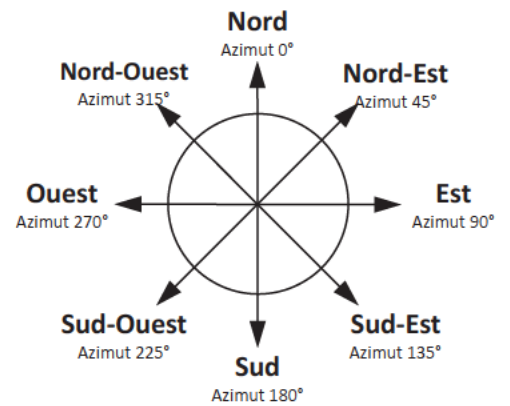 Nord
Azimut 0°
Nord-Ouest
Azimut 315°
Nord-Est
Azimut 45°
Ouest
Azimut 270°
Est
Azimut 90°
Sud-Ouest
Azimut 225°
Sud-Est
Azimut 135°
Sud
Azimut 180°